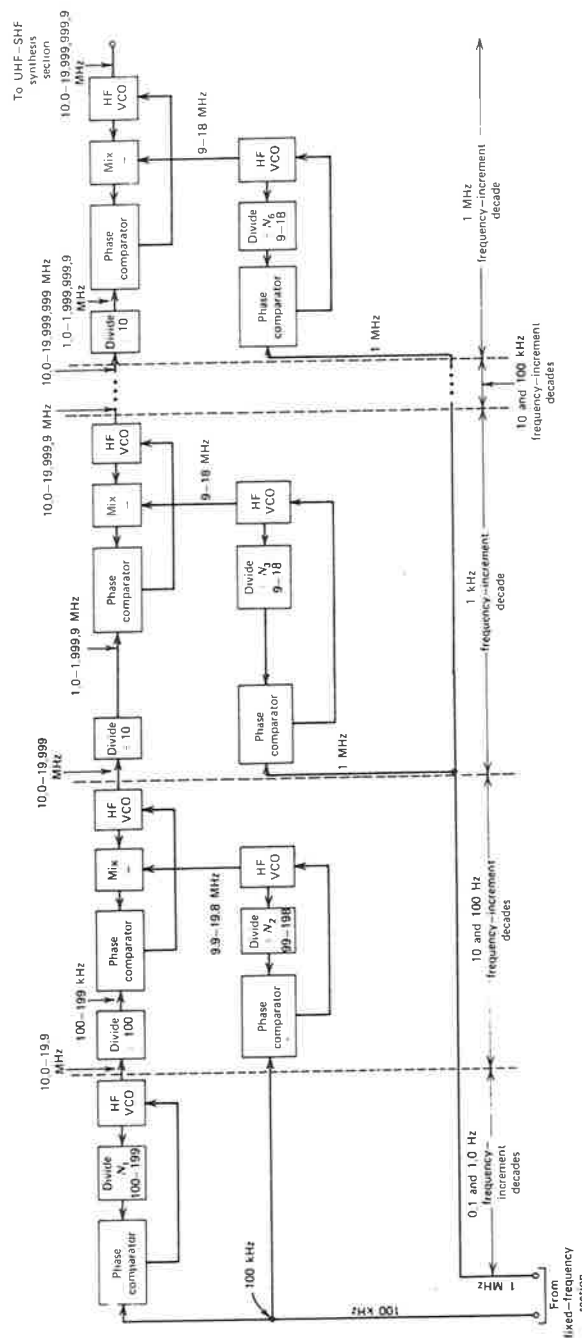 To UHF-SHF
synthesis
section
10.0-19.999,999,9
MHz
HF
VCO
Mix
-
Phase
comparator
9-18 MHz
HF
VCO
Divide
÷ N6
9-18
Phase
comparator
1 MHz
1 MHz
frequency-increment
decade
1.0-1.999,999,9
MHz
Divide
10
10.0-19.999,999 MHz
10 and 100 kHz
frequency-increment
decades
10.0-19.999,9 MHz
HF
VCO
Mix
-
Phase
comparator
9-18 MHz
HF
VCO
Divide
÷ N3
9-18
Phase
comparator
1 MHz
1 kHz
frequency-increment
decade
1.0-1.999,9 MHz
Divide
÷ 10
10.0-19.999
MHz
HF
VCO
Mix
-
Phase
comparator
9.9-19.8 MHz
HF
VCO
Divide
÷ N2
99-198
Phase
comparator
10 and 100 Hz
frequency-increment
decades
100-199 kHz
Divide
÷ 100
10.0-19.9
MHz
HF
VCO
Divide
N1
100-199
Phase
comparator
0.1 and 1.0 Hz
frequency-
increment
decades
100 kHz
100 kHz
1 MHz
From
fixed-frequency
section